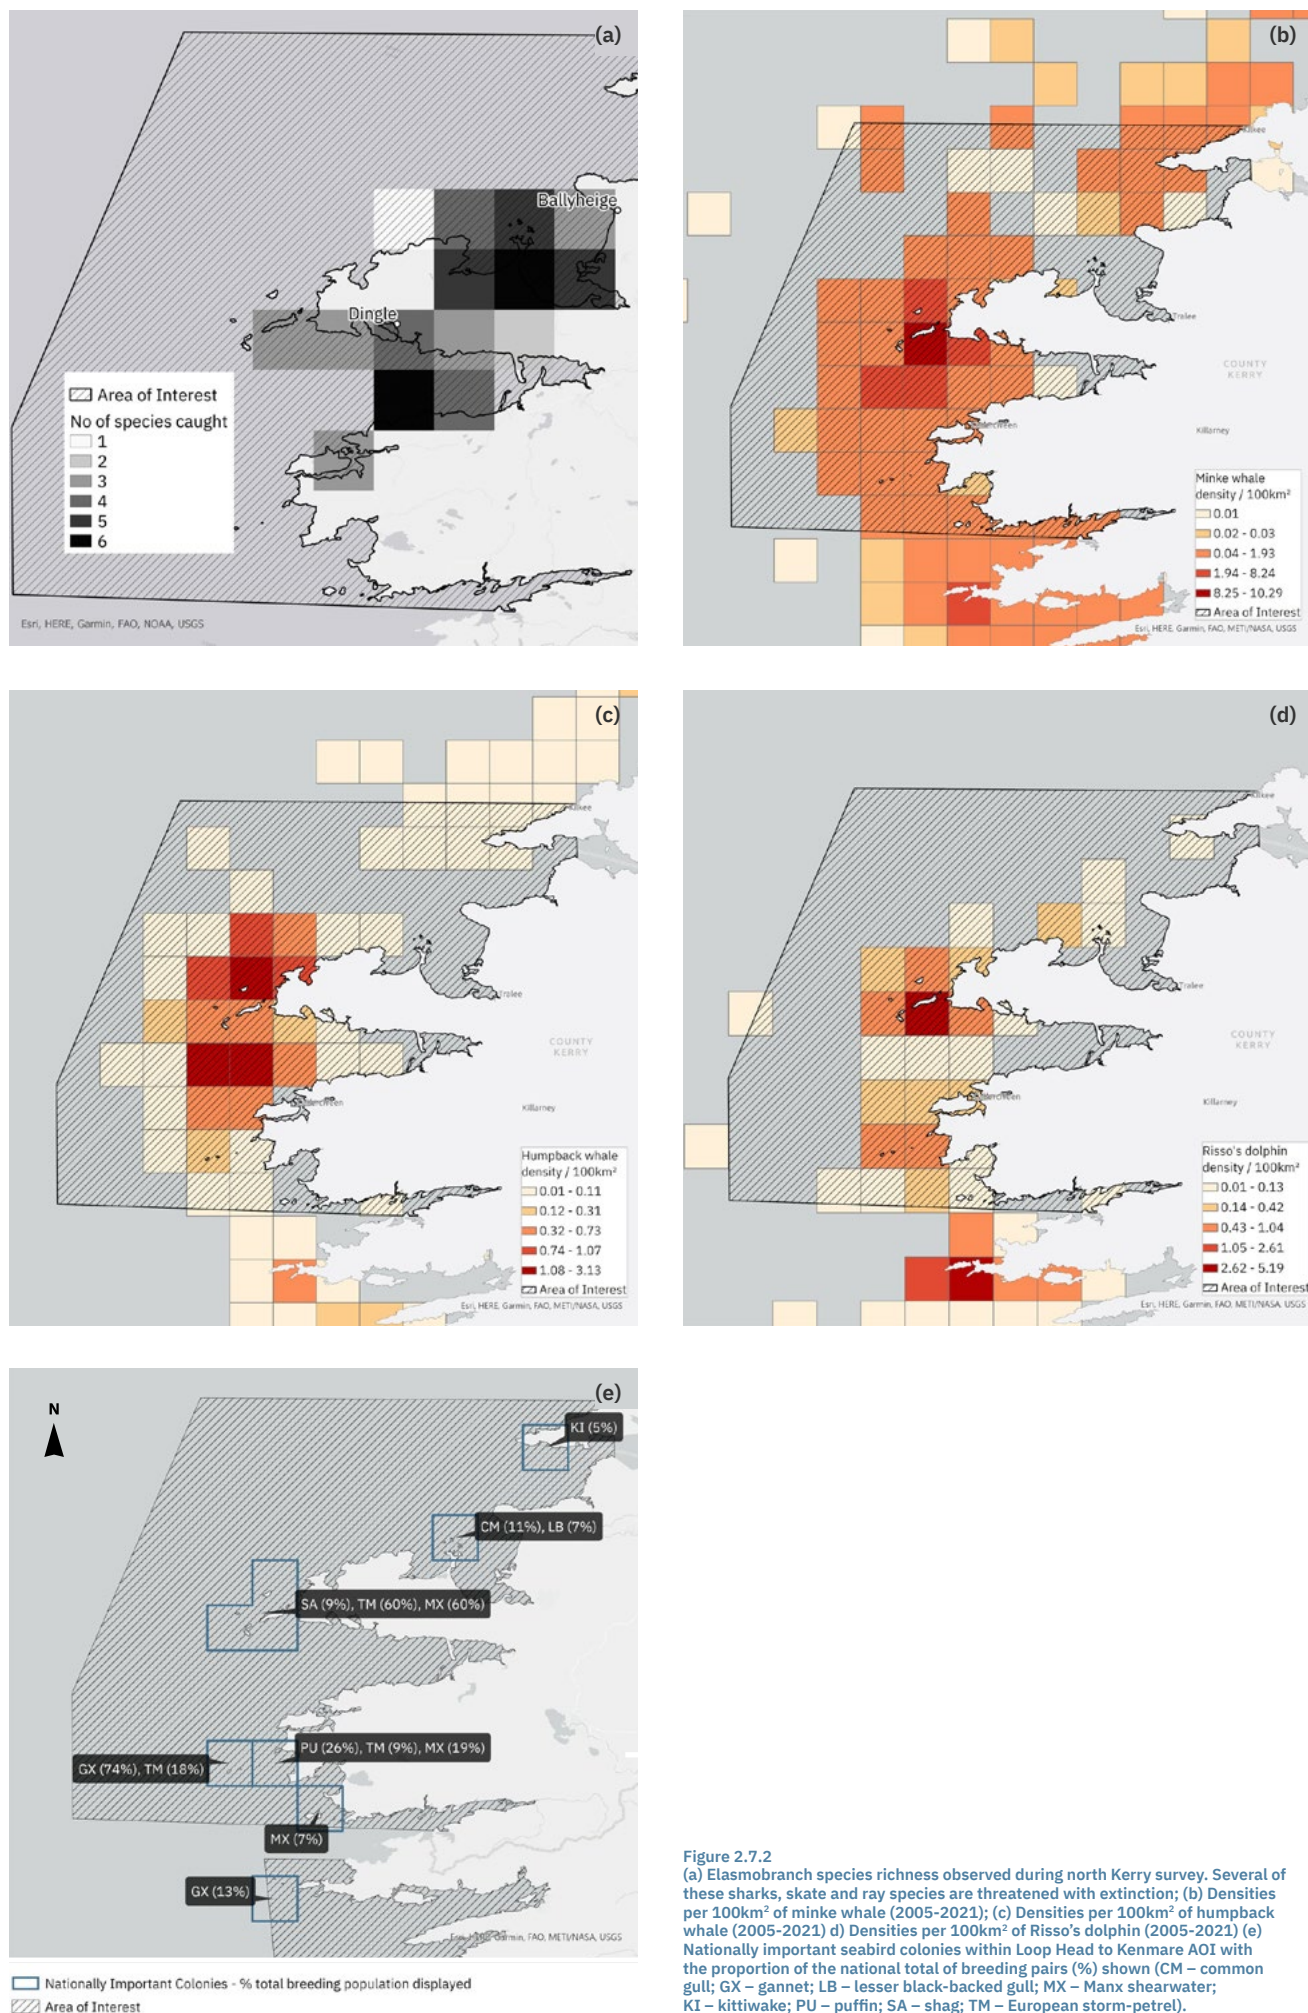 (a)
Ballyheige
Dingle
Area of Interest
No of species caught
1
2
3
4
5
6
Esri, HERE, Garmin, FAO, NOAA, USGS
(b)
Kilkee
Tralee
COUNTY
KERRY
Killarney
Minke whale
density / 100km²
0.01
0.02 - 0.03
0.04 - 1.93
1.94 - 8.24
8.25 - 10.29
Area of Interest
Esri, HERE, Garmin, FAO, METI/NASA, USGS
(c)
Kilkee
Tralee
COUNTY
KERRY
Killarney
Humpback whale
density / 100km²
0.01 - 0.11
0.12 - 0.31
0.32 - 0.73
0.74 - 1.07
1.08 - 3.13
Area of Interest
Esri, HERE, Garmin, FAO, METI/NASA, USGS
(d)
Kilkee
Tralee
COUNTY
KERRY
Killarney
Risso's dolphin
density / 100km²
0.01 - 0.13
0.14 - 0.42
0.43 - 1.04
1.05 - 2.61
2.62 - 5.19
Area of Interest
Esri, HERE, Garmin, FAO, METI/NASA, USGS
(e)
N
KI (5%)
CM (11%), LB (7%)
SA (9%), TM (60%), MX (60%)
PU (26%), TM (9%), MX (19%)
GX (74%), TM (18%)
MX (7%)
GX (13%)
Esri, HERE, Garmin, FAO, METI/NASA, USGS
Nationally Important Colonies - % total breeding population displayed
Area of Interest
Figure 2.7.2
(a) Elasmobranch species richness observed during north Kerry survey. Several of
these sharks, skate and ray species are threatened with extinction; (b) Densities
per 100km² of minke whale (2005-2021); (c) Densities per 100km² of humpback
whale (2005-2021) d) Densities per 100km² of Risso's dolphin (2005-2021) (e)
Nationally important seabird colonies within Loop Head to Kenmare AOI with
the proportion of the national total of breeding pairs (%) shown (CM – common
gull; GX – gannet; LB – lesser black-backed gull; MX – Manx shearwater;
KI – kittiwake; PU – puffin; SA – shag; TM – European storm-petrel).